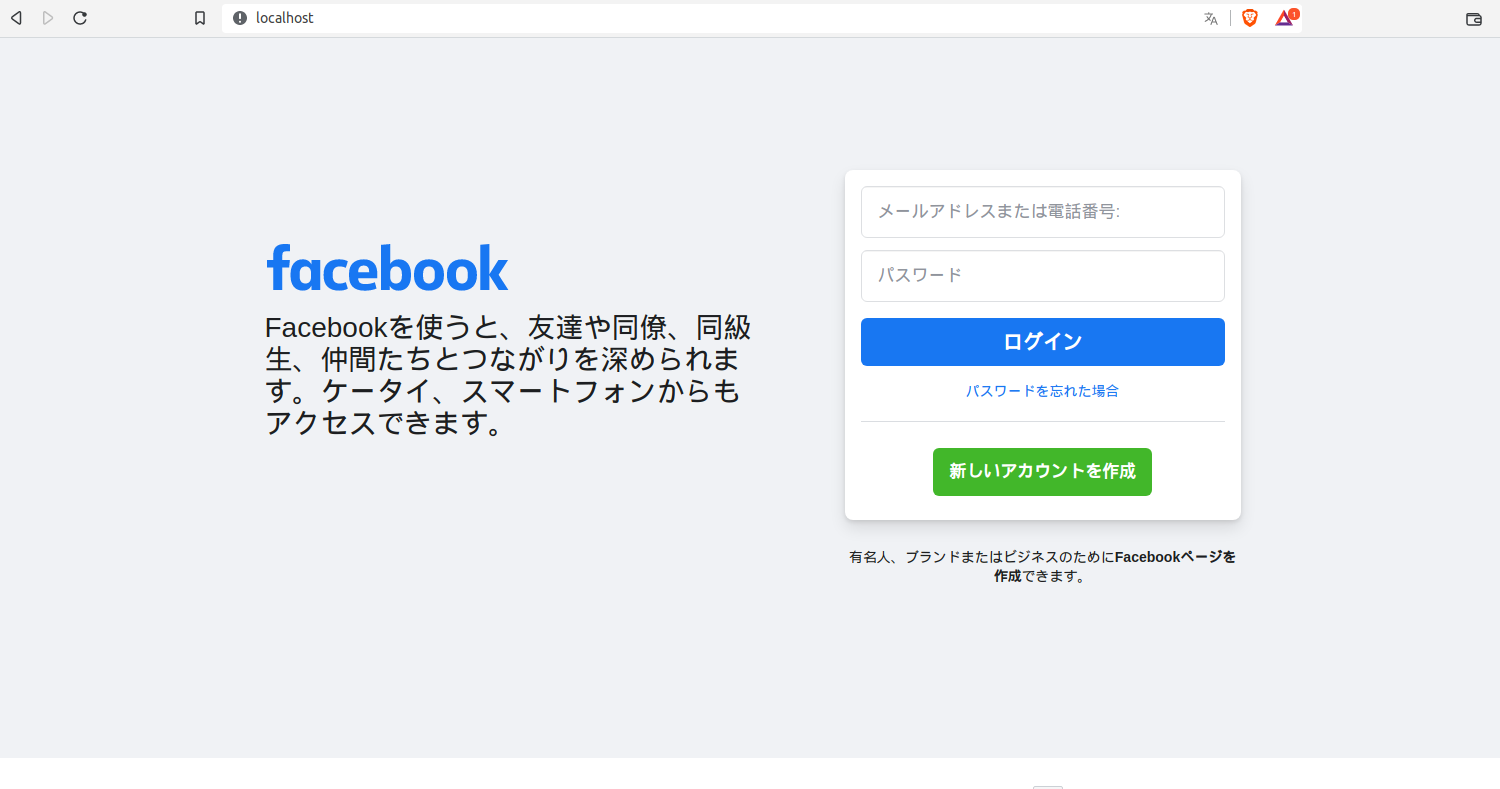 localhost
1
facebook
Facebookを使うと、友達や同僚、同級
生、仲間たちとつながりを深められま
す。ケータイ、スマートフォンからも
アクセスできます。
メールアドレスまたは電話番号:
パスワード
ログイン
パスワードを忘れた場合
新しいアカウントを作成
有名人、ブランドまたはビジネスのためにFacebookページを
作成できます。